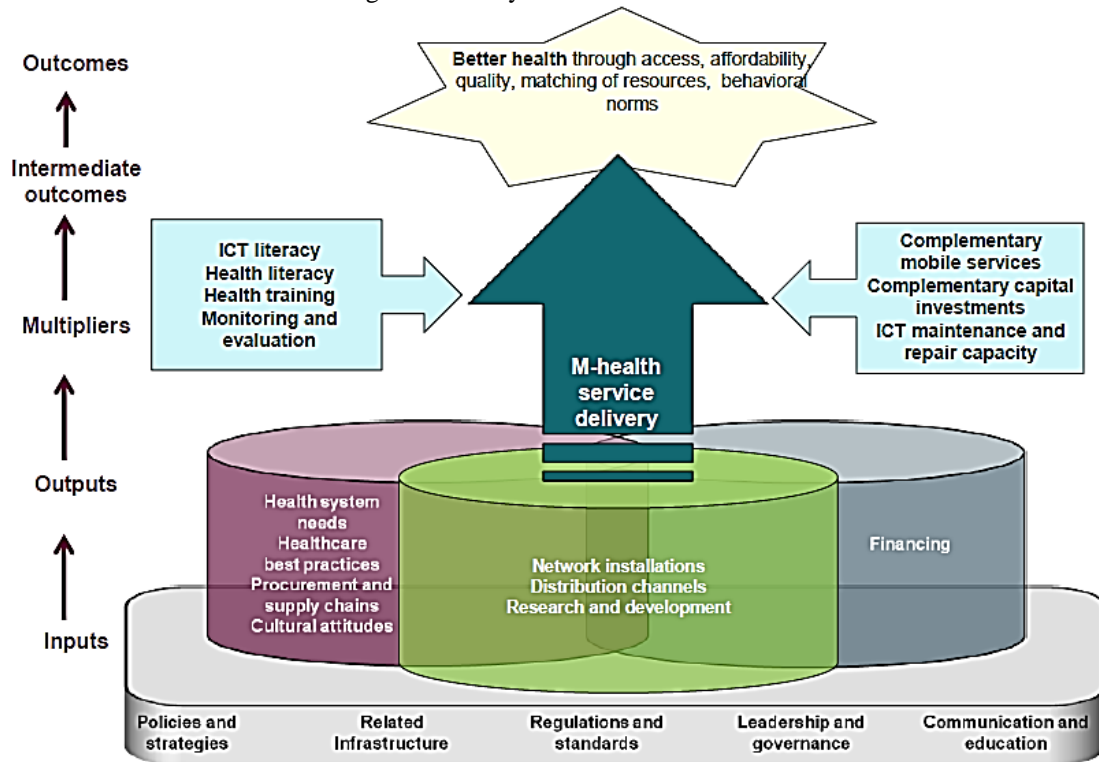 Outcomes
Intermediate
outcomes
Multipliers
Outputs
Inputs
Better health through access, affordability,
quality, matching of resources, behavioral
norms
ICT literacy
Health literacy
Health training
Monitoring and
evaluation
Complementary
mobile services
Complementary capital
investments
ICT maintenance and
repair capacity
M-health
service
delivery
Health system
needs
Healthcare
best practices
Procurement and
supply chains
Cultural attitudes
Network installations
Distribution channels
Research and development
Financing
Policies and
strategies
Related
Infrastructure
Regulations and
standards
Leadership and
governance
Communication and
education